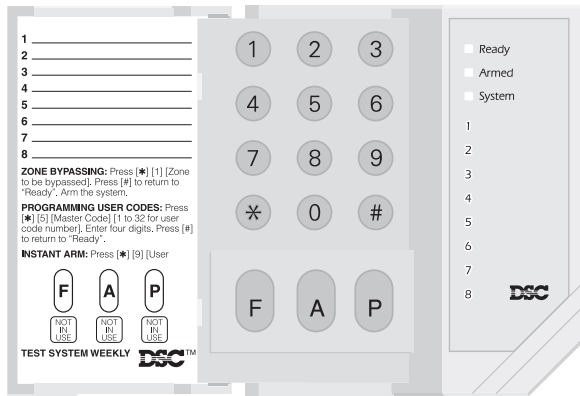 1
2
3
4
5
6
7
8
ZONE BYPASSING: Press [✱] [1] [Zone
to be bypassed]. Press [#] to return to
"Ready". Arm the system.
PROGRAMMING USER CODES: Press
[✱] [5] [Master Code] [1 to 32 for user
code number]. Enter four digits. Press [#]
to return to "Ready".
INSTANT ARM: Press [✱] [9] [User
F A P
NOT IN USE NOT IN USE NOT IN USE
TEST SYSTEM WEEKLY DSC™
1 2 3
4 5 6
7 8 9
* 0 #
F A P
Ready
Armed
System
1
2
3
4
5
6
7
8 DSC